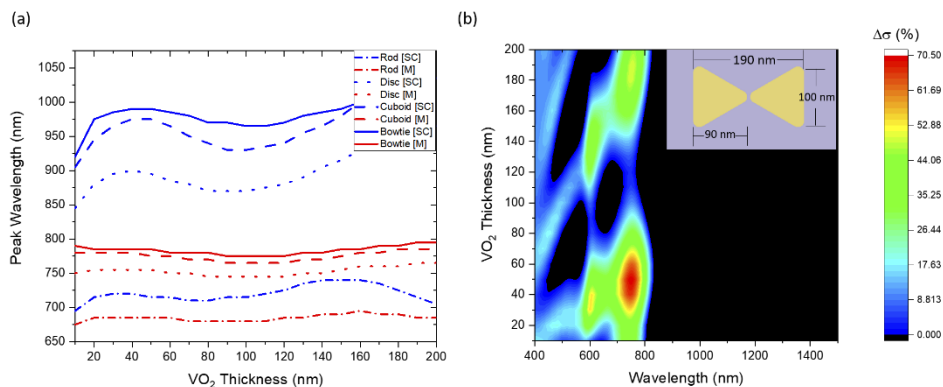 (a)
(b)
Δσ (%)
Peak Wavelength (nm)
1050
1000
950
900
850
800
750
700
650
20
40
60
80
100
120
140
160
180
200
VO₂ Thickness (nm)
Rod [SC]
Rod [M]
Disc [SC]
Disc [M]
Cuboid [SC]
Cuboid [M]
Bowtie [SC]
Bowtie [M]
VO₂ Thickness (nm)
200
180
160
140
120
100
80
60
40
20
400
600
800
1000
1200
1400
Wavelength (nm)
190 nm
100 nm
90 nm
70.50
61.69
52.88
44.06
35.25
26.44
17.63
8.813
0.000